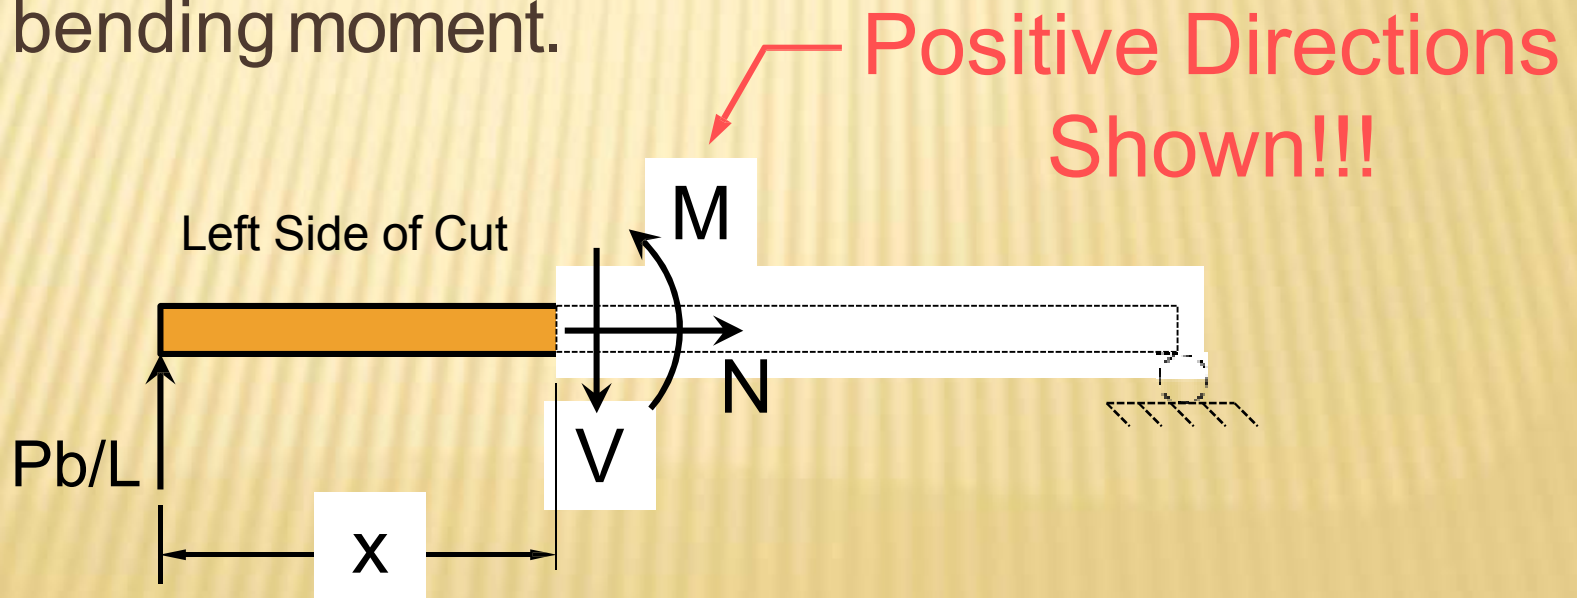 bending moment.
Positive Directions
Shown!!!
M
Left Side of Cut
N
V
Pb/L
x